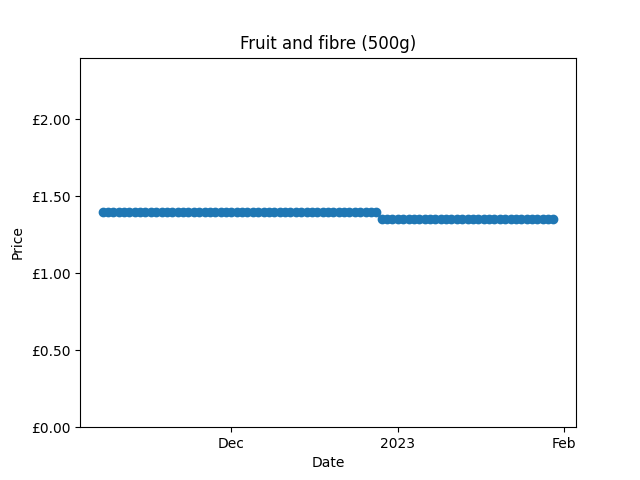 Fruit and fibre (500g)
£2.00
£1.50
£1.00
£0.50
£0.00
Price
Dec
2023
Feb
Date